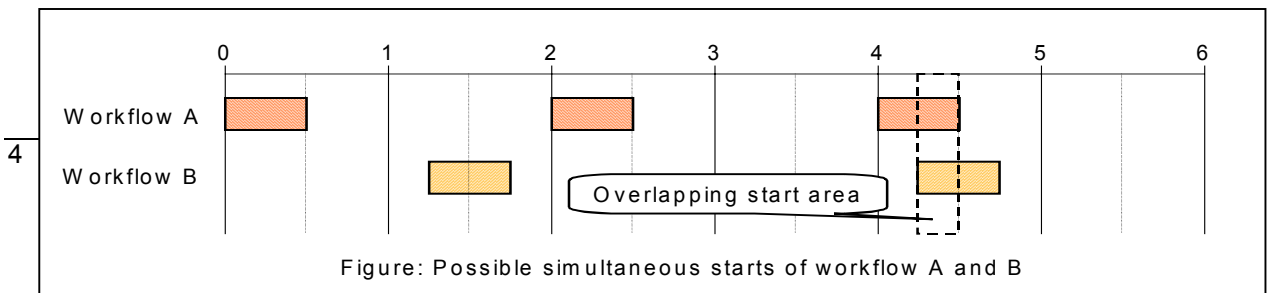 0 1 2 3 4 5 6
Workflow A
4
Workflow B
Overlapping start area
Figure: Possible simultaneous starts of workflow A and B